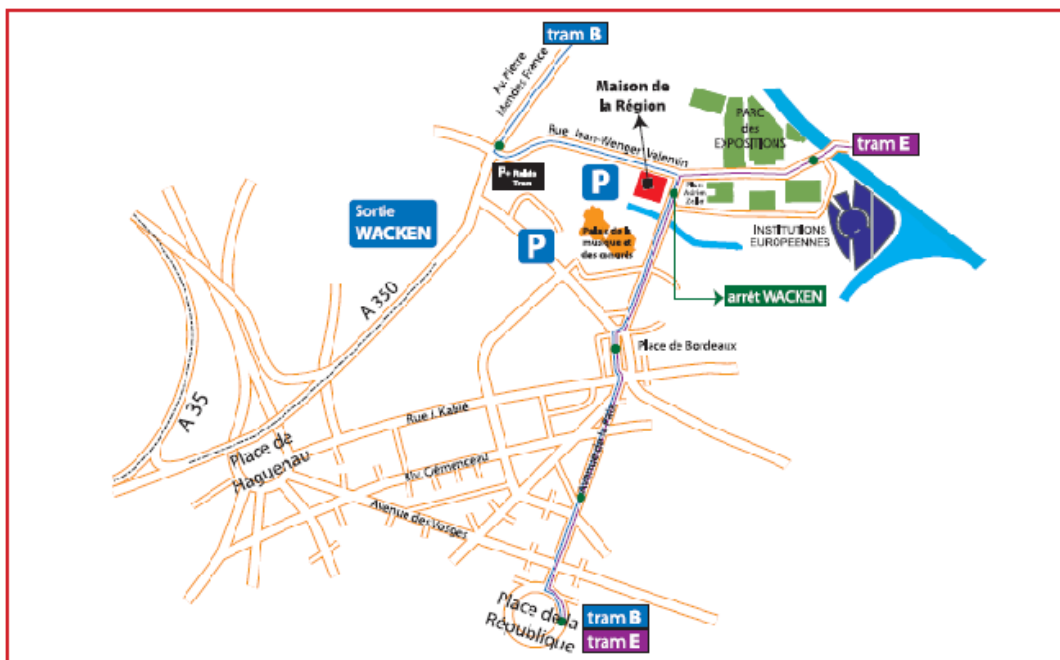 tram B
Av. Pierre
Mendes France
Maison de
la Région
PARC
des
EXPOSITIONS
Rue Jean-Wenger-Valentin
tram E
P+ Relais
Tram
P
Place
Adrien
Zeller
Sortie
WACKEN
P
Palais de la
musique et
des congrés
INSTITUTIONS
EUROPEENNES
arrêt WACKEN
A 350
Place de Bordeaux
A 35
Rue J Kablé
Place de
Haguenau
Clémenceau
Avenue de la Paix
Avenue des Vosges
Place de la
République
tram B
tram E